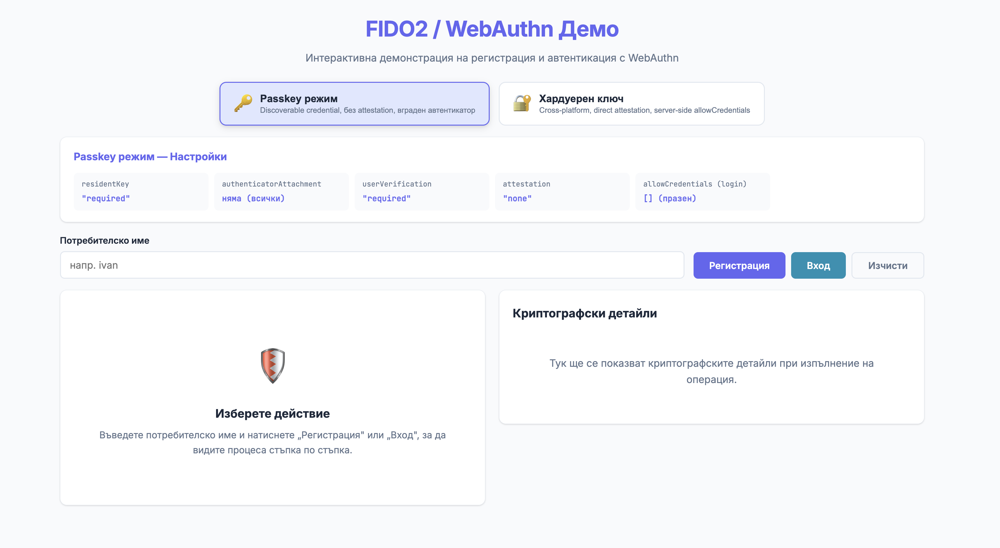 FIDO2 / WebAuthn Демо
Интерактивна демонстрация на регистрация и автентикация с WebAuthn
Passkey режим
Discoverable credential, без attestation, вграден автентикатор
Хардуерен ключ
Cross-platform, direct attestation, server-side allowCredentials
Passkey режим — Настройки
residentKey
"required"
authenticatorAttachment
няма (всички)
userVerification
"required"
attestation
"none"
allowCredentials (login)
[] (празен)
Потребителско име
напр. ivan
Регистрация
Вход
Изчисти
Изберете действие
Въведете потребителско име и натиснете „Регистрация" или „Вход", за да
видите процеса стъпка по стъпка.
Криптографски детайли
Тук ще се показват криптографските детайли при изпълнение на
операция.